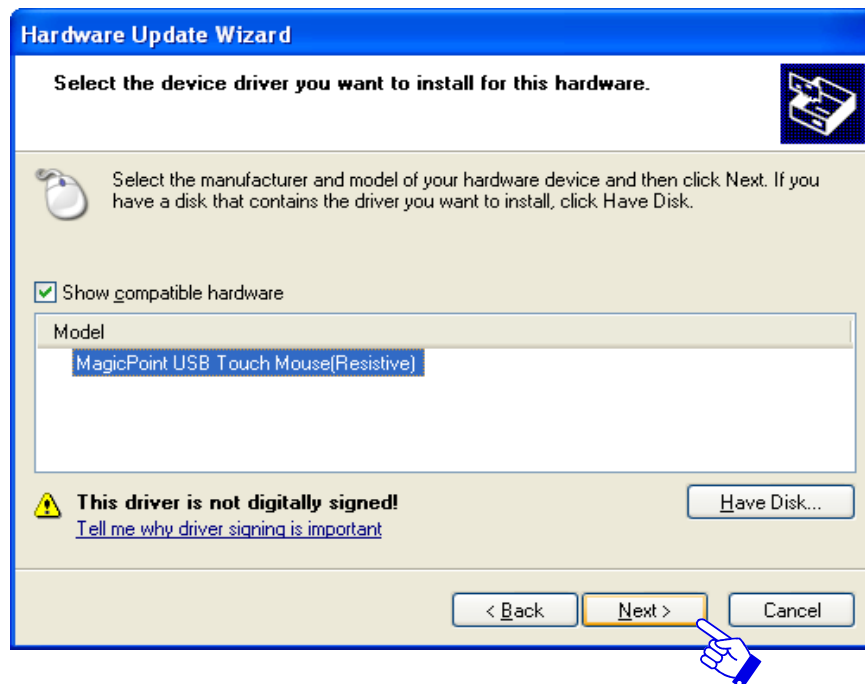 Hardware Update Wizard
Select the device driver you want to install for this hardware.
Select the manufacturer and model of your hardware device and then click Next. If you
have a disk that contains the driver you want to install, click Have Disk.
Show compatible hardware
Model
MagicPoint USB Touch Mouse(Resistive)
This driver is not digitally signed!
Have Disk...
Tell me why driver signing is important
< Back
Next >
Cancel